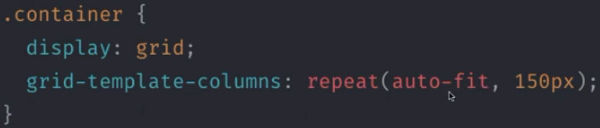 .container {
  display: grid;
  grid-template-columns: repeat(auto-fit, 150px);
}